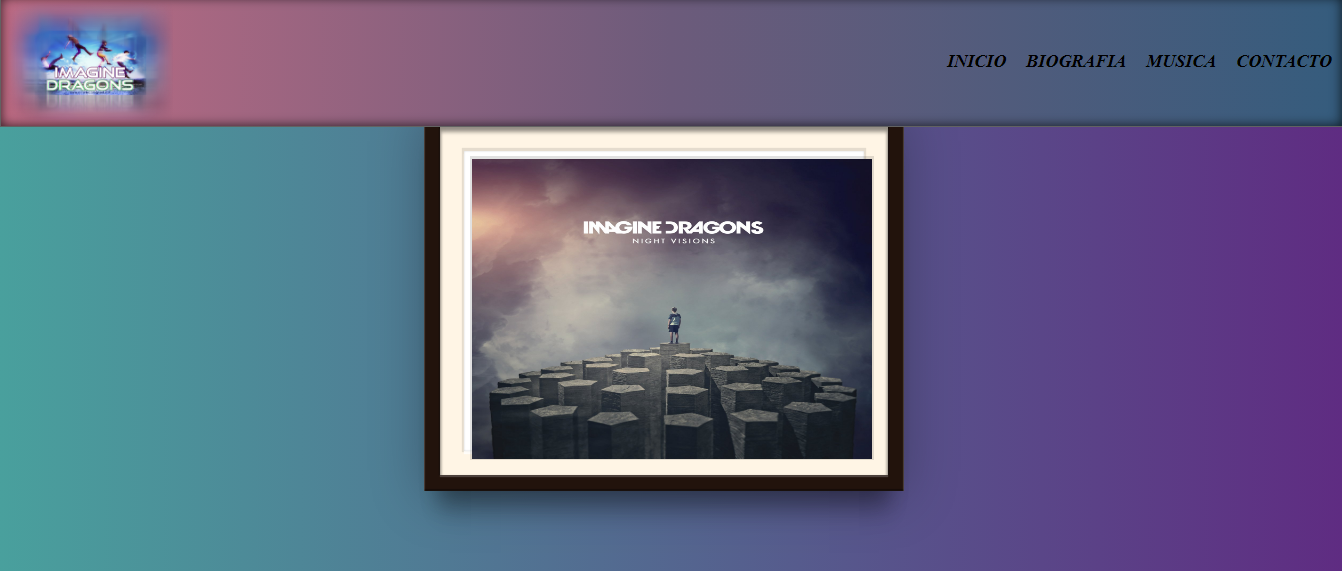 IMAGINE
DRAGONS
INICIO BIOGRAFIA MUSICA CONTACTO
IMAGINE DRAGONS
NIGHT VISIONS